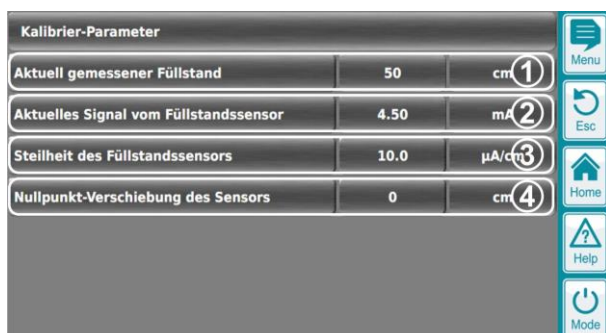 Kalibrier-Parameter
Menu
Aktuell gemessener Füllstand 50 cm 1
Aktuelles Signal vom Füllstandssensor 4.50 mA 2
Esc
Steilheit des Füllstandssensors 10.0 µA/cm 3
Nullpunkt-Verschiebung des Sensors 0 cm 4
Home
? Help
Mode